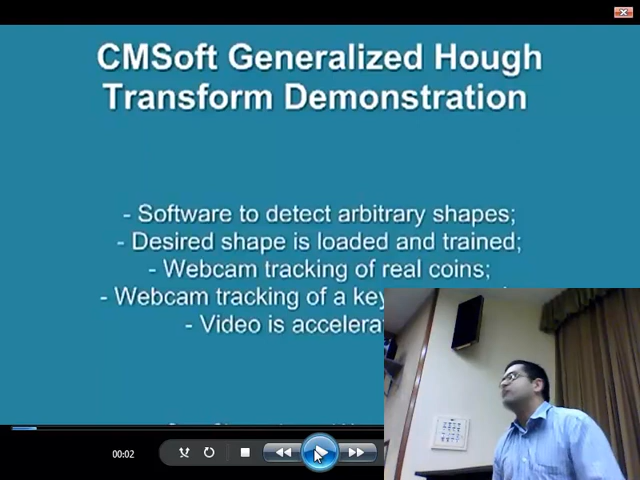 CMSoft Generalized Hough
Transform Demonstration
- Software to detect arbitrary shapes;
- Desired shape is loaded and trained;
- Webcam tracking of real coins;
- Webcam tracking of a key
- Video is accelerat
00:02